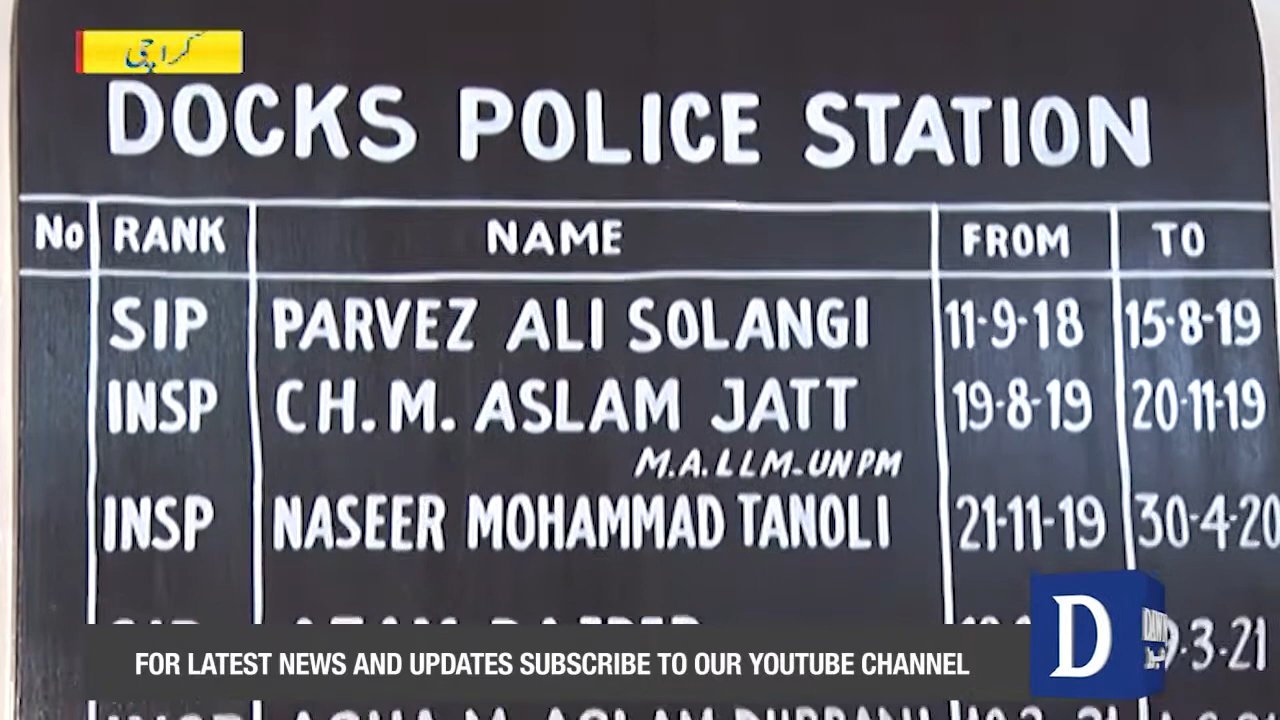 کراچی
DOCKS POLICE STATION
No RANK NAME FROM TO
SIP PARVEZ ALI SOLANGI 11-9-18 15-8-19
INSP CH. M. ASLAM JATT 19-8-19 20-11-19
M.A. LLM-UNPM
INSP NASEER MOHAMMAD TANOLI 21-11-19 30-4-20
9-3-21
FOR LATEST NEWS AND UPDATES SUBSCRIBE TO OUR YOUTUBE CHANNEL
D